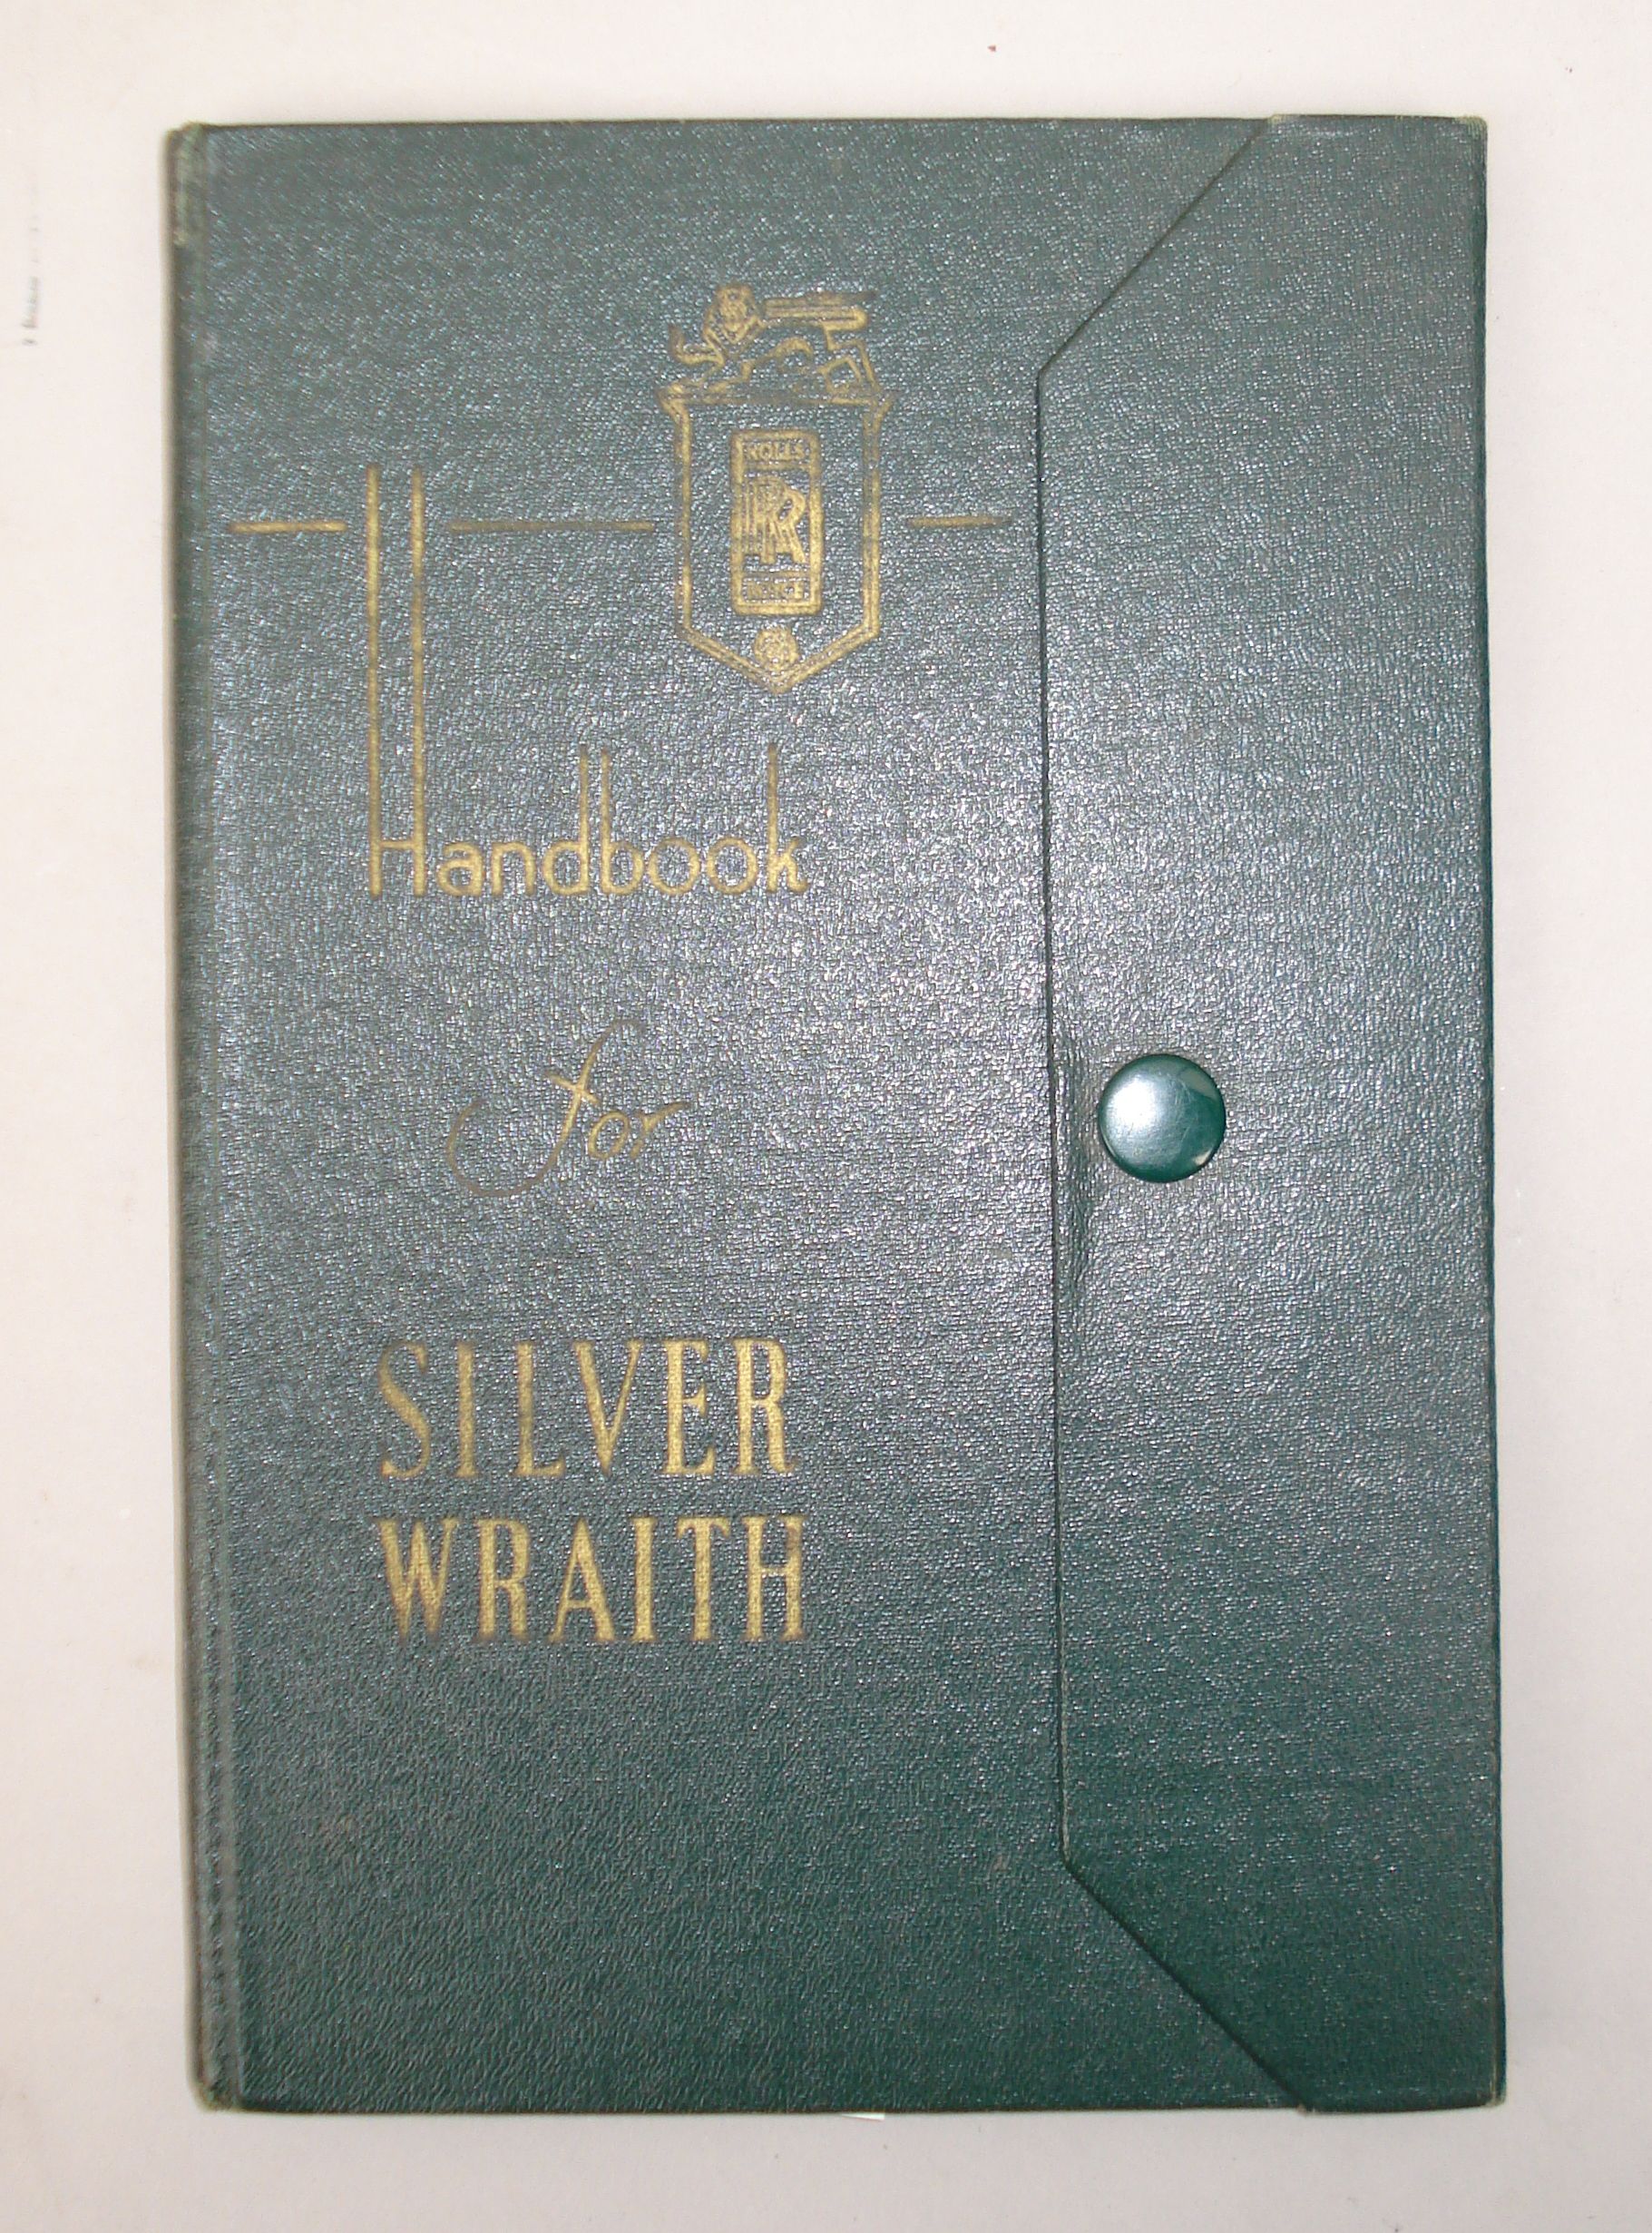 ROLLS
RR
ROYCE
Handbook
for
SILVER
WRAITH